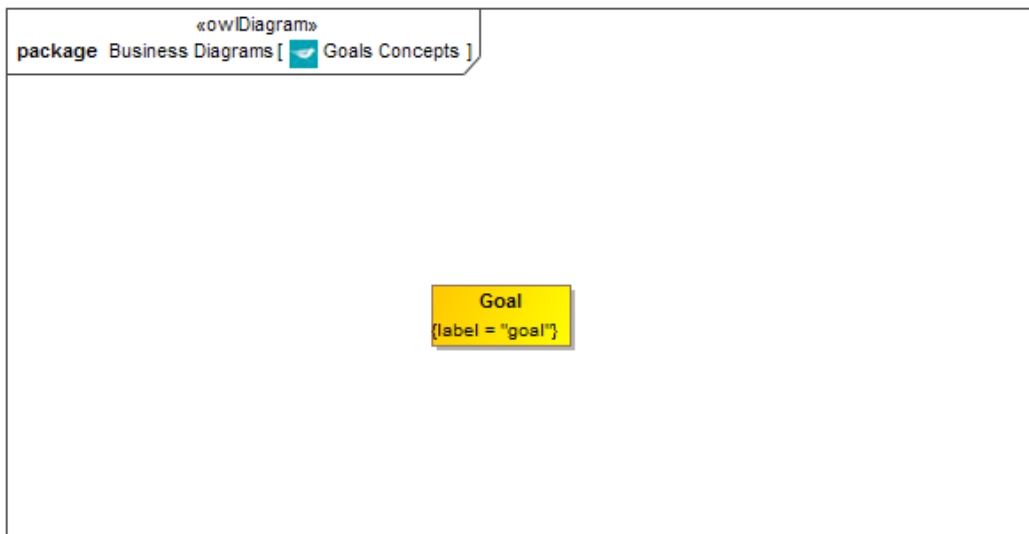 «owlDiagram»
package Business Diagrams [ Goals Concepts ]
Goal
{label = "goal"}